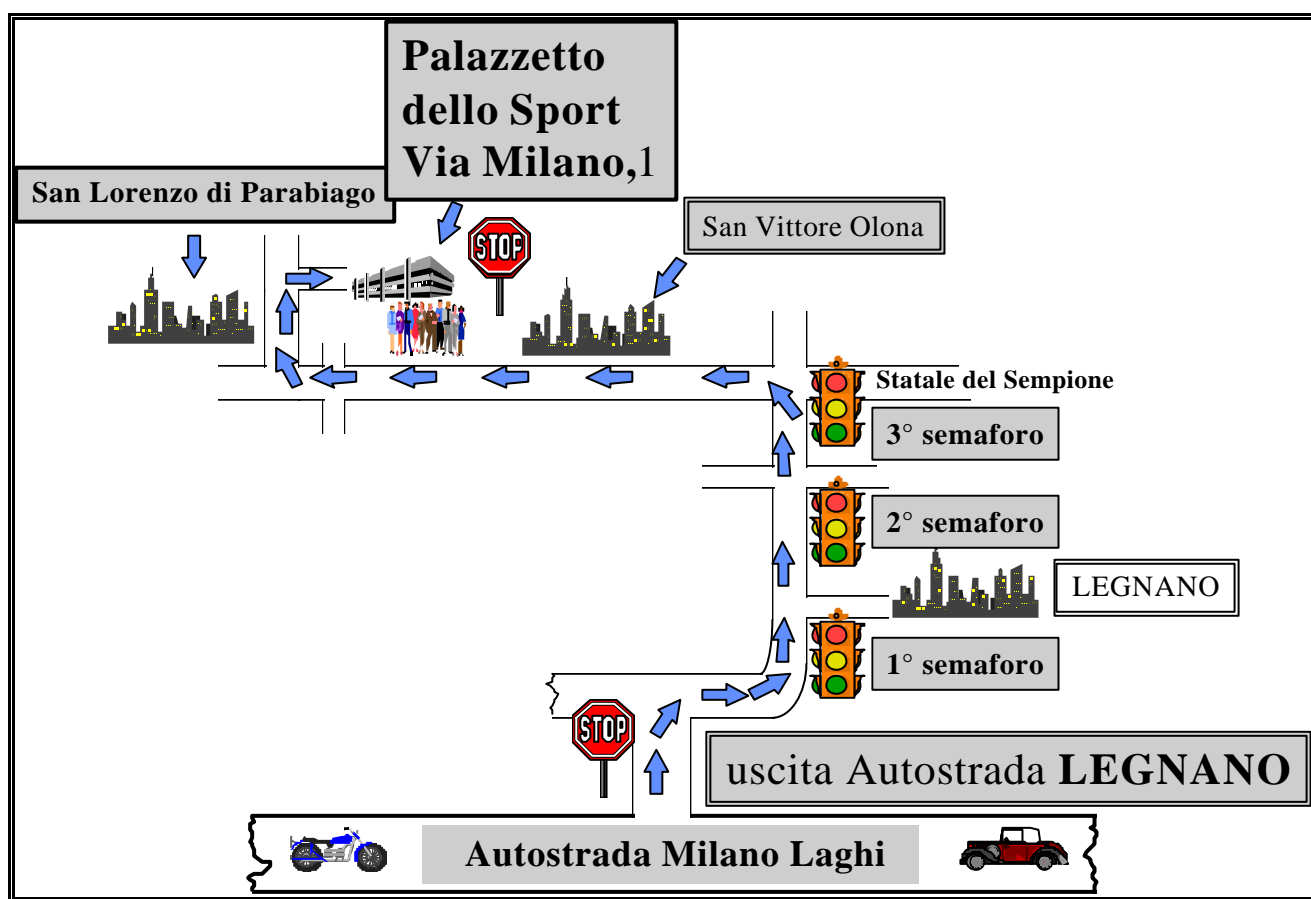 Palazzetto
dello Sport
Via Milano,1
San Lorenzo di Parabiago
STOP
San Vittore Olona
Statale del Sempione
3° semaforo
2° semaforo
LEGNANO
1° semaforo
STOP
uscita Autostrada LEGNANO
Autostrada Milano Laghi